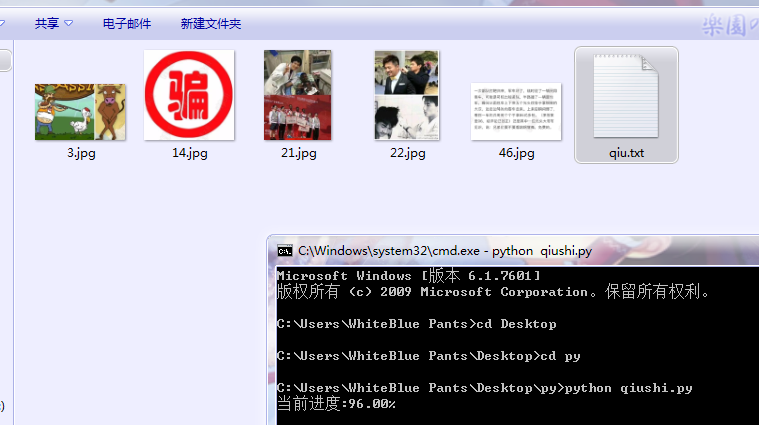 共享 电子邮件 新建文件夹
骗
3.jpg 14.jpg 21.jpg 22.jpg 46.jpg qiu.txt
C:\Windows\system32\cmd.exe - python qiushi.py
Microsoft Windows [版本 6.1.7601]
版权所有 (c) 2009 Microsoft Corporation。保留所有权利。
C:\Users\WhiteBlue Pants>cd Desktop
C:\Users\WhiteBlue Pants\Desktop>cd py
C:\Users\WhiteBlue Pants\Desktop\py>python qiushi.py
当前进度:96.00%